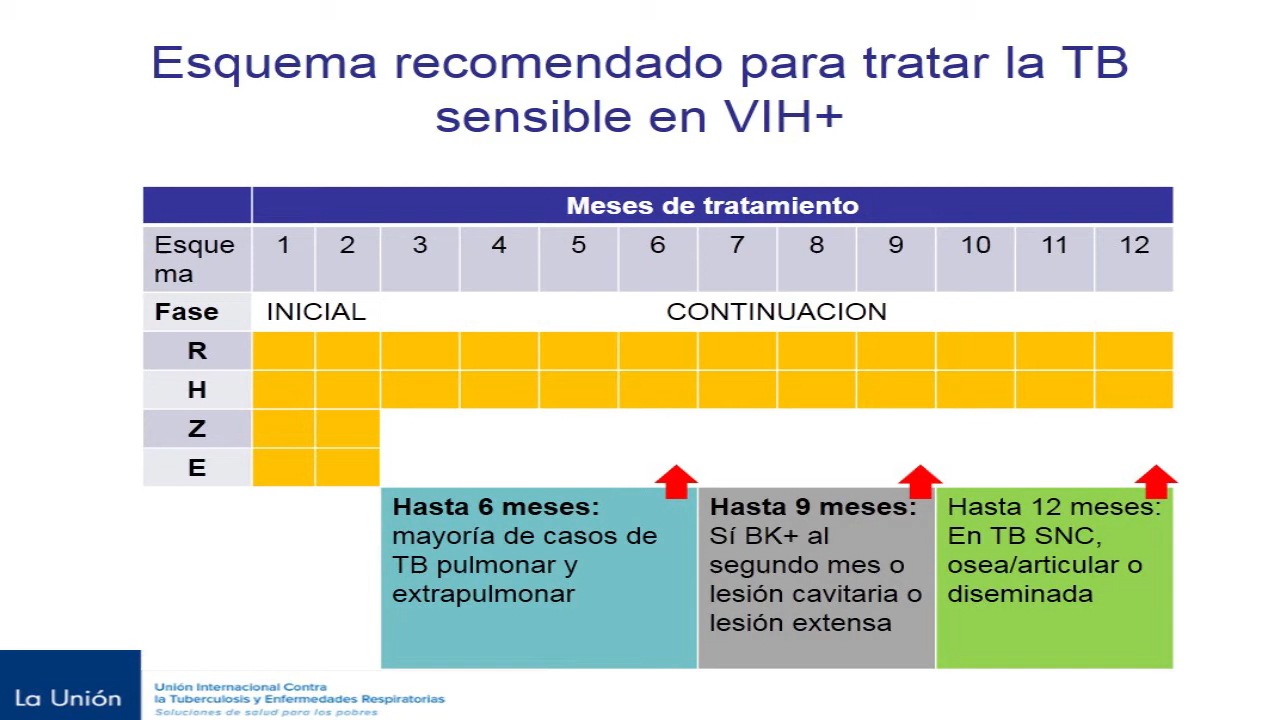 Esquema recomendado para tratar la TB
sensible en VIH+
Meses de tratamiento
Esque
ma
1 2 3 4 5 6 7 8 9 10 11 12
Fase INICIAL CONTINUACION
R
H
Z
E
Hasta 6 meses:
mayoría de casos de
TB pulmonar y
extrapulmonar
Hasta 9 meses:
Sí BK+ al
segundo mes o
lesión cavitaria o
lesión extensa
Hasta 12 meses:
En TB SNC,
osea/articular o
diseminada
La Unión
Unión Internacional Contra
la Tuberculosis y Enfermedades Respiratorias
Soluciones de salud para los pobres